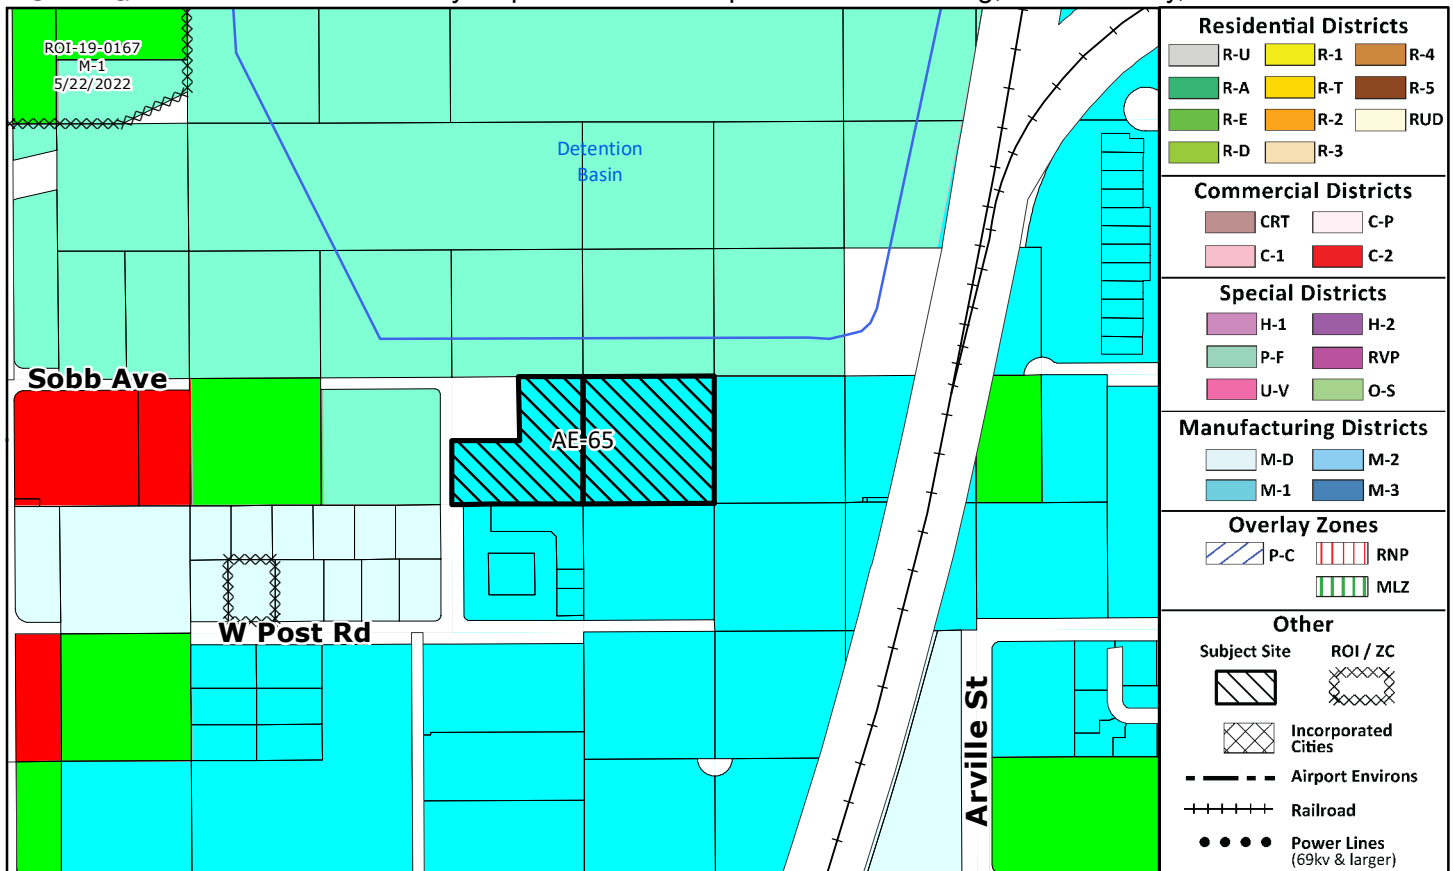 ROI-19-0167
M-1
5/22/2022
Detention
Basin
Sobb Ave
AE-65
W Post Rd
Arville St
Residential Districts
R-U
R-1
R-4
R-A
R-T
R-5
R-E
R-2
RUD
R-D
R-3
Commercial Districts
CRT
C-P
C-1
C-2
Special Districts
H-1
H-2
P-F
RVP
U-V
O-S
Manufacturing Districts
M-D
M-2
M-1
M-3
Overlay Zones
P-C
RNP
MLZ
Other
Subject Site
ROI / ZC
Incorporated
Cities
Airport Environs
Railroad
Power Lines
(69kv & larger)